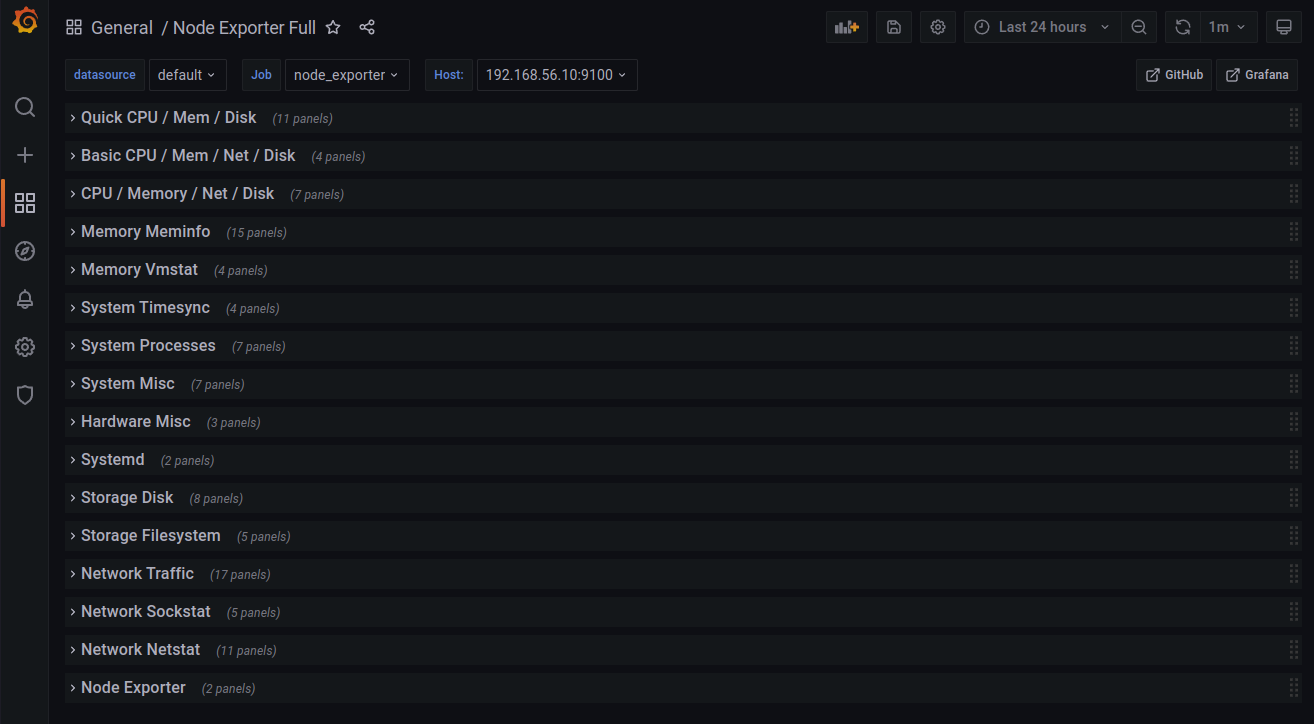 General / Node Exporter Full
Last 24 hours
1m
datasource default Job node_exporter Host: 192.168.56.10:9100 GitHub Grafana
Quick CPU / Mem / Disk (11 panels)
Basic CPU / Mem / Net / Disk (4 panels)
CPU / Memory / Net / Disk (7 panels)
Memory Meminfo (15 panels)
Memory Vmstat (4 panels)
System Timesync (4 panels)
System Processes (7 panels)
System Misc (7 panels)
Hardware Misc (3 panels)
Systemd (2 panels)
Storage Disk (8 panels)
Storage Filesystem (5 panels)
Network Traffic (17 panels)
Network Sockstat (5 panels)
Network Netstat (11 panels)
Node Exporter (2 panels)